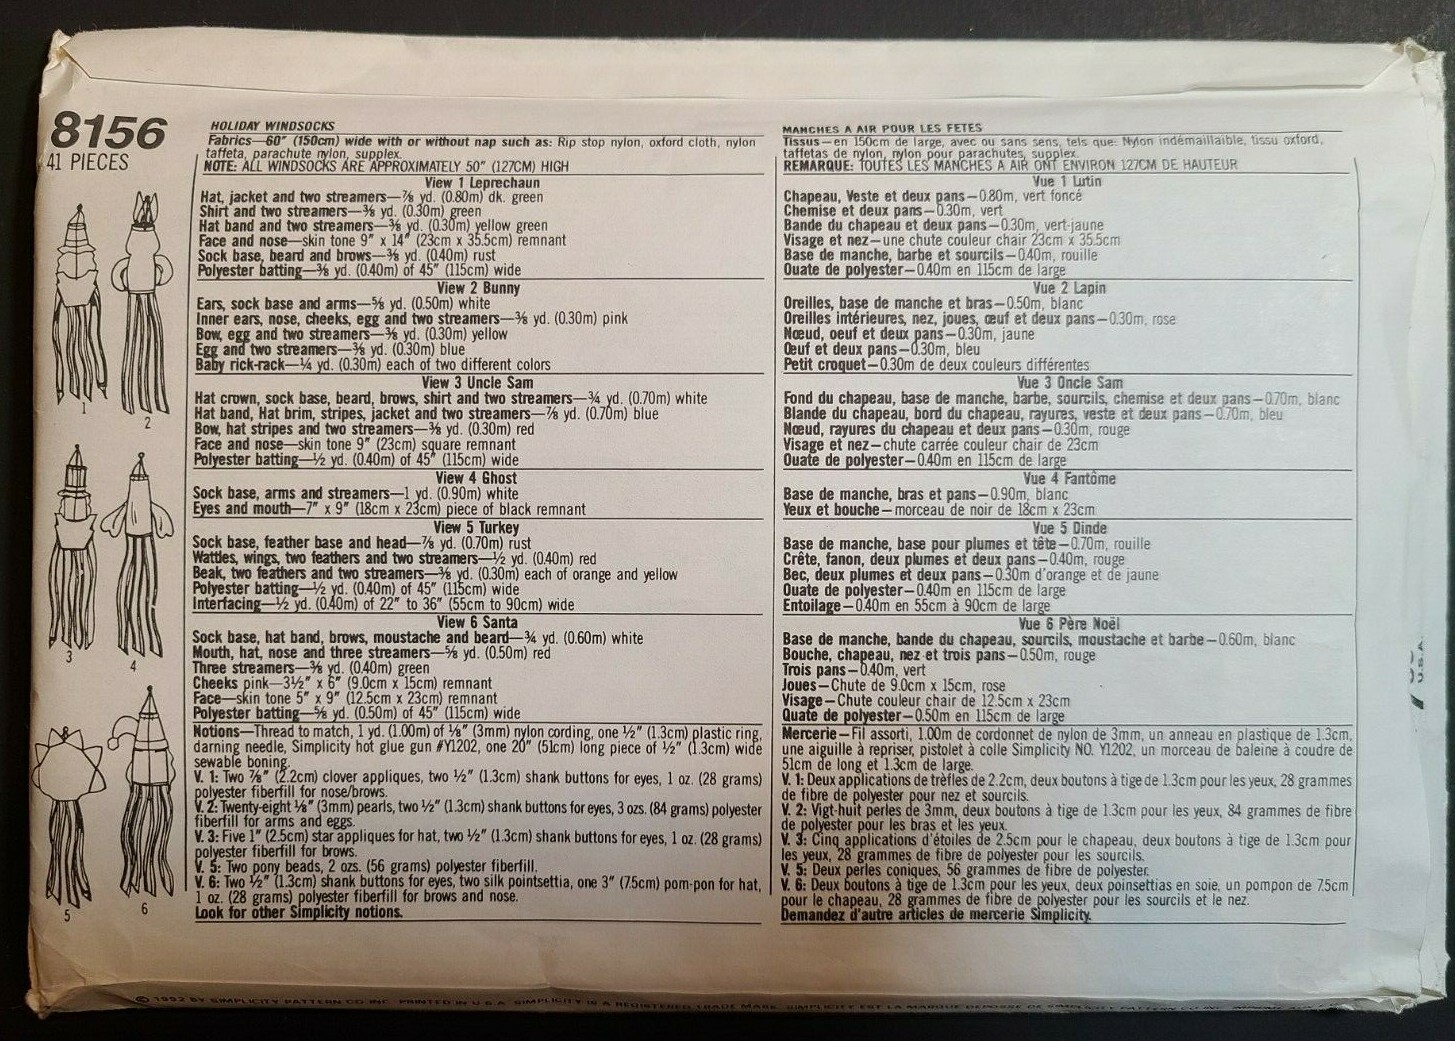 8156
41 PIECES
1
2
3
4
5
6
HOLIDAY WINDSOCKS
Fabrics—60" (150cm) wide with or without nap such as: Rip stop nylon, oxford cloth, nylon
taffeta, parachute nylon, supplex.
NOTE: ALL WINDSOCKS ARE APPROXIMATELY 50" (127CM) HIGH
View 1 Leprechaun
Hat, jacket and two streamers—⅞ yd. (0.80m) dk. green
Shirt and two streamers—⅜ yd. (0.30m) green
Hat band and two streamers—⅜ yd. (0.30m) yellow green
Face and nose—skin tone 9" x 14" (23cm x 35.5cm) remnant
Sock base, beard and brows—⅜ yd. (0.40m) rust
Polyester batting—⅜ yd. (0.40m) of 45" (115cm) wide
View 2 Bunny
Ears, sock base and arms—⅝ yd. (0.50m) white
Inner ears, nose, cheeks, egg and two streamers—⅜ yd. (0.30m) pink
Bow, egg and two streamers—⅜ yd. (0.30m) yellow
Egg and two streamers—⅜ yd. (0.30m) blue
Baby rick-rack—¼ yd. (0.30m) each of two different colors
View 3 Uncle Sam
Hat crown, sock base, beard, brows, shirt and two streamers—¾ yd. (0.70m) white
Hat band, Hat brim, stripes, jacket and two streamers—⅞ yd. (0.70m) blue
Bow, hat stripes and two streamers—⅜ yd. (0.30m) red
Face and nose—skin tone 9" (23cm) square remnant
Polyester batting—½ yd. (0.40m) of 45" (115cm) wide
View 4 Ghost
Sock base, arms and streamers—1 yd. (0.90m) white
Eyes and mouth—7" x 9" (18cm x 23cm) piece of black remnant
View 5 Turkey
Sock base, feather base and head—⅞ yd. (0.70m) rust
Wattles, wings, two feathers and two streamers—½ yd. (0.40m) red
Beak, two feathers and two streamers—⅜ yd. (0.30m) each of orange and yellow
Polyester batting—½ yd. (0.40m) of 45" (115cm) wide
Interfacing—½ yd. (0.40m) of 22" to 36" (55cm to 90cm) wide
View 6 Santa
Sock base, hat band, brows, moustache and beard—¾ yd. (0.60m) white
Mouth, hat, nose and three streamers—⅝ yd. (0.50m) red
Three streamers—⅜ yd. (0.40m) green
Cheeks pink—3½" x 6" (9.0cm x 15cm) remnant
Face—skin tone 5" x 9" (12.5cm x 23cm) remnant
Polyester batting—⅝ yd. (0.50m) of 45" (115cm) wide
Notions—Thread to match, 1 yd. (1.00m) of ⅛" (3mm) nylon cording, one ½" (1.3cm) plastic ring,
darning needle, Simplicity hot glue gun #Y1202, one 20" (51cm) long piece of ½" (1.3cm) wide
sewable boning.
V. 1: Two ⅞" (2.2cm) clover appliques, two ½" (1.3cm) shank buttons for eyes, 1 oz. (28 grams)
polyester fiberfill for nose/brows.
V. 2: Twenty-eight ⅛" (3mm) pearls, two ½" (1.3cm) shank buttons for eyes, 3 ozs. (84 grams) polyester
fiberfill for arms and eggs.
V. 3: Five 1" (2.5cm) star appliques for hat, two ½" (1.3cm) shank buttons for eyes, 1 oz. (28 grams)
polyester fiberfill for brows.
V. 5: Two pony beads, 2 ozs. (56 grams) polyester fiberfill.
V. 6: Two ½" (1.3cm) shank buttons for eyes, two silk pointsettia, one 3" (7.5cm) pom-pon for hat,
1 oz. (28 grams) polyester fiberfill for brows and nose.
Look for other Simplicity notions.
MANCHES A AIR POUR LES FETES
Tissus—en 150cm de large, avec ou sans sens, tels que: Nylon indémaillaible, tissu oxford,
taffetas de nylon, nylon pour parachutes, supplex.
REMARQUE: TOUTES LES MANCHES A AIR ONT ENVIRON 127CM DE HAUTEUR
Vue 1 Lutin
Chapeau, Veste et deux pans—0.80m, vert foncé
Chemise et deux pans—0.30m, vert
Bande du chapeau et deux pans—0.30m, vert-jaune
Visage et nez—une chute couleur chair 23cm x 35.5cm
Base de manche, barbe et sourcils—0.40m, rouille
Ouate de polyester—0.40m en 115cm de large
Vue 2 Lapin
Oreilles, base de manche et bras—0.50m, blanc
Oreilles intérieures, nez, joues, œuf et deux pans—0.30m, rose
Nœud, oeuf et deux pans—0.30m, jaune
Œuf et deux pans—0.30m, bleu
Petit croquet—0.30m de deux couleurs différentes
Vue 3 Oncle Sam
Fond du chapeau, base de manche, barbe, sourcils, chemise et deux pans—0.70m, blanc
Blande du chapeau, bord du chapeau, rayures, veste et deux pans—0.70m, bleu
Nœud, rayures du chapeau et deux pans—0.30m, rouge
Visage et nez—chute carrée couleur chair de 23cm
Ouate de polyester—0.40m en 115cm de large
Vue 4 Fantôme
Base de manche, bras et pans—0.90m, blanc
Yeux et bouche—morceau de noir de 18cm x 23cm
Vue 5 Dinde
Base de manche, base pour plumes et tête—0.70m, rouille
Crête, fanon, deux plumes et deux pans—0.40m, rouge
Bec, deux plumes et deux pans—0.30m d'orange et de jaune
Ouate de polyester—0.40m en 115cm de large
Entoilage—0.40m en 55cm à 90cm de large
Vue 6 Père Noël
Base de manche, bande du chapeau, sourcils, moustache et barbe—0.60m, blanc
Bouche, chapeau, nez et trois pans—0.50m, rouge
Trois pans—0.40m, vert
Joues—Chute de 9.0cm x 15cm, rose
Visage—Chute couleur chair de 12.5cm x 23cm
Quate de polyester—0.50m en 115cm de large
Mercerie—Fil assorti, 1.00m de cordonnet de nylon de 3mm, un anneau en plastique de 1.3cm,
une aiguille à repriser, pistolet à colle Simplicity NO. Y1202, un morceau de baleine à coudre de
51cm de long et 1.3cm de large.
V. 1: Deux applications de trèfles de 2.2cm, deux boutons à tige de 1.3cm pour les yeux, 28 grammes
de fibre de polyester pour nez et sourcils.
V. 2: Vigt-huit perles de 3mm, deux boutons à tige de 1.3cm pour les yeux, 84 grammes de fibre
de polyester pour les bras et les yeux.
V. 3: Cinq applications d'étoiles de 2.5cm pour le chapeau, deux boutons à tige de 1.3cm pour
les yeux, 28 grammes de fibre de polyester pour les sourcils.
V. 5: Deux perles coniques, 56 grammes de fibre de polyester.
V. 6: Deux boutons à tige de 1.3cm pour les yeux, deux poinsettias en soie, un pompon de 7.5cm
pour le chapeau, 28 grammes de fibre de polyester pour les sourcils et le nez.
Demandez d'autre articles de mercerie Simplicity.
U.S.A.
© 1992 BY SIMPLICITY PATTERN CO INC. PRINTED IN U.S.A. SIMPLICITY IS A REGISTERED TRADE MARK. SIMPLICITY EST LA MARQUE